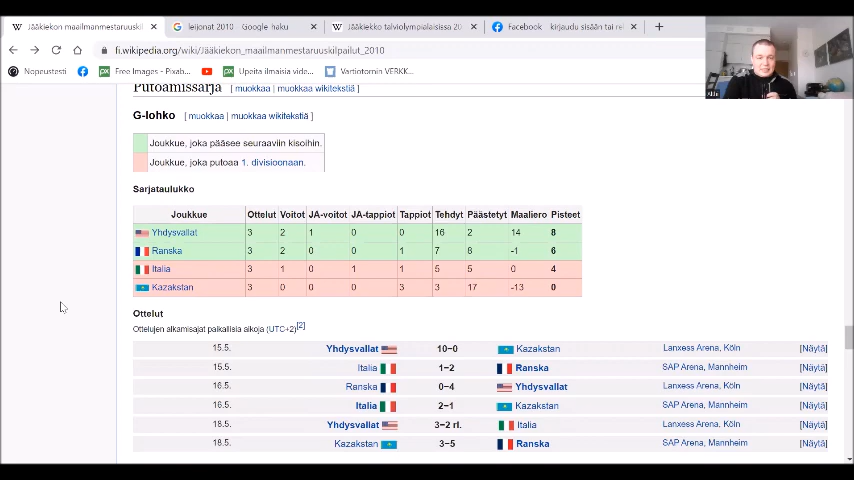 Jääkiekon maailmanmestaruuskil
leijonat 2010 - Google-haku
Jääkiekko talviolympialaisissa 20
Facebook – kirjaudu sisään tai re
fi.wikipedia.org/wiki/Jääkiekon_maailmanmestaruuskilpailut_2010
Nopeustesti
Free Images - Pixab...
Upeita ilmaisia video...
Vartiotornin VERKK...
Putoamissarja [ muokkaa | muokkaa wikitekstiä ]
G-lohko [ muokkaa | muokkaa wikitekstiä ]
Joukkue, joka pääsee seuraaviin kisoihin.
Joukkue, joka putoaa 1. divisioonaan.
Sarjataulukko
Joukkue Ottelut Voitot JA-voitot JA-tappiot Tappiot Tehdyt Päästetyt Maaliero Pisteet
Yhdysvallat 3 2 1 0 0 16 2 14 8
Ranska 3 2 0 0 1 7 8 -1 6
Italia 3 1 0 1 1 5 5 0 4
Kazakstan 3 0 0 0 3 3 17 -13 0
Ottelut
Ottelujen alkamisajat paikallisia aikoja (UTC+2)[2]
15.5. Yhdysvallat 10–0 Kazakstan Lanxess Arena, Köln [Näytä]
15.5. Italia 1–2 Ranska SAP Arena, Mannheim [Näytä]
16.5. Ranska 0–4 Yhdysvallat Lanxess Arena, Köln [Näytä]
16.5. Italia 2–1 Kazakstan SAP Arena, Mannheim [Näytä]
18.5. Yhdysvallat 3–2 rl. Italia Lanxess Arena, Köln [Näytä]
18.5. Kazakstan 3–5 Ranska SAP Arena, Mannheim [Näytä]